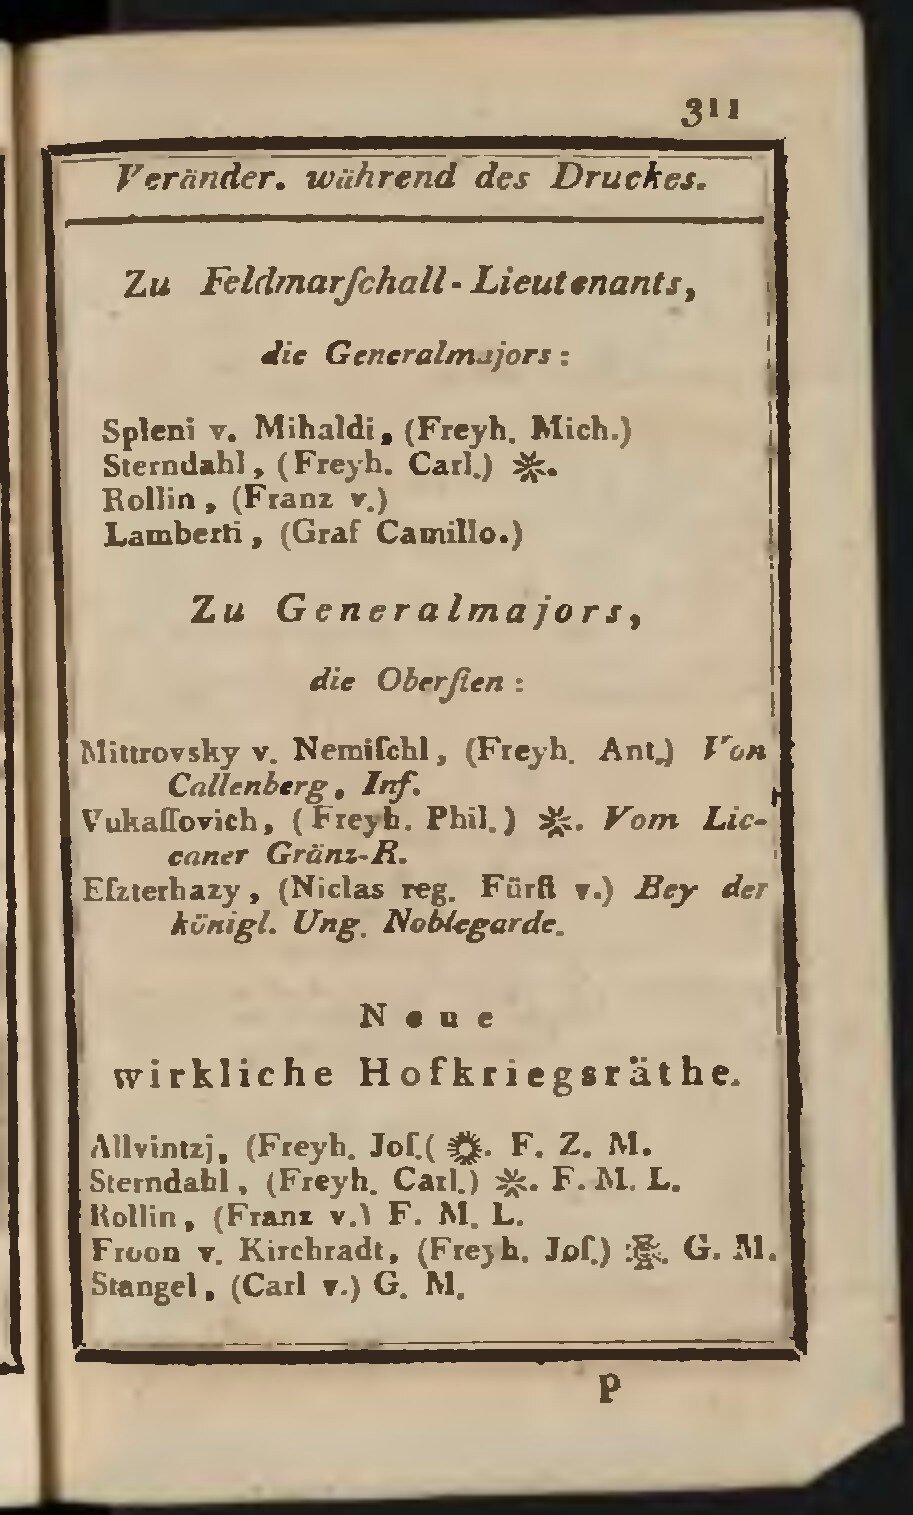 311
Veränder. während des Druckes.
Zu Feldmarſchall-Lieutenants,
die Generalmajors:
Spleni v. Mihaldi, (Freyh. Mich.)
Sterndahl, (Freyh. Carl.) ※.
Rollin, (Franz v.)
Lamberti, (Graf Camillo.)
Zu Generalmajors,
die Oberſten:
Mittrovsky v. Nemiſchl, (Freyh. Ant.) Von
Callenberg, Inf.
Vukaſſovich, (Freyh. Phil.) ※. Vom Lic-
caner Gränz-R.
Eſzterhazy, (Niclas reg. Fürſt v.) Bey der
königl. Ung. Noblegarde.
Neue
wirkliche Hofkriegsräthe.
Allvintzj, (Freyh. Joſ.( ※. F. Z. M.
Sterndahl, (Freyh. Carl.) ※. F. M. L.
Rollin, (Franz v.) F. M. L.
Froon v. Kirchradt, (Freyh. Joſ.) ※. G. M.
Stangel, (Carl v.) G. M.
P